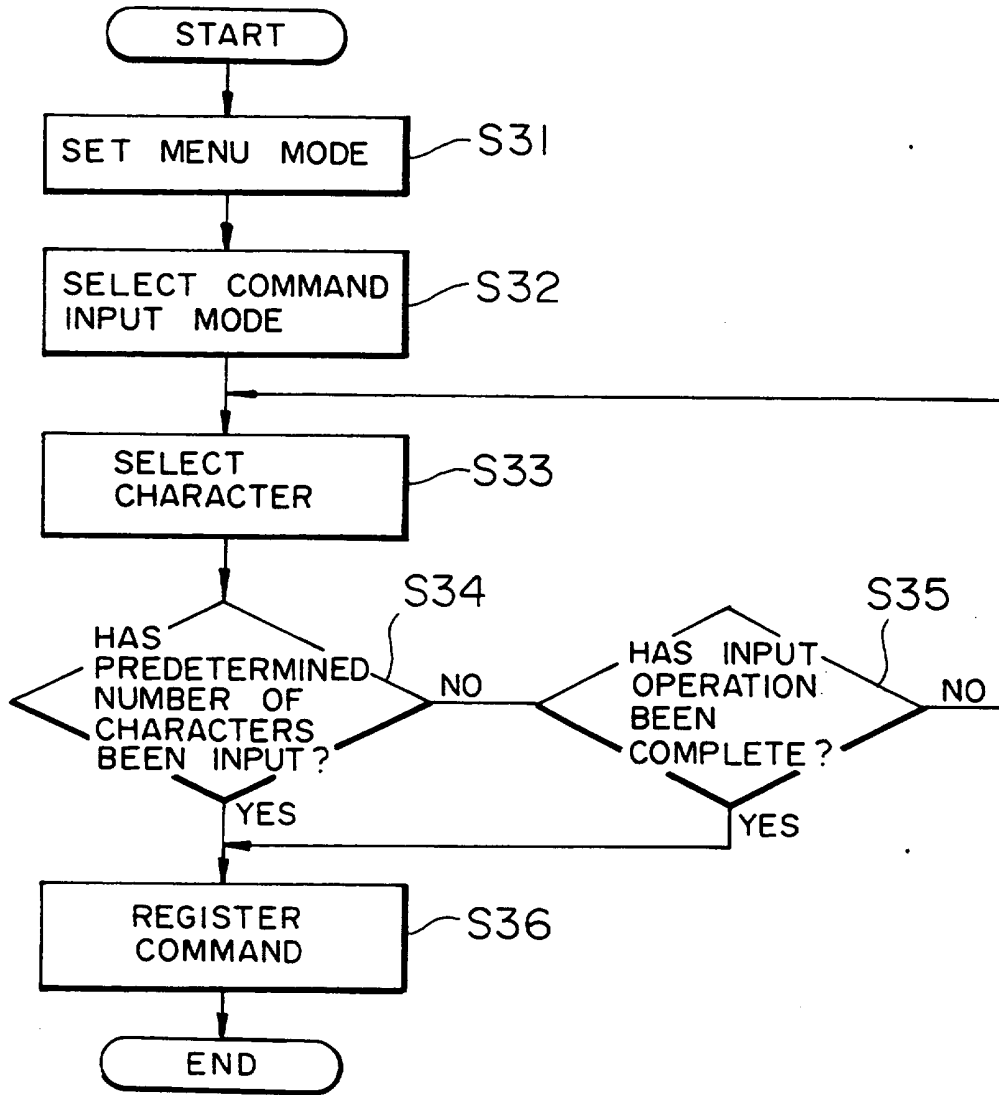 START
SET MENU MODE
S31
SELECT COMMAND
INPUT MODE
S32
SELECT
CHARACTER
S33
HAS
PREDETERMINED
NUMBER OF
CHARACTERS
BEEN INPUT?
S34
NO
YES
HAS INPUT
OPERATION
BEEN
COMPLETE?
S35
NO
YES
REGISTER
COMMAND
S36
END